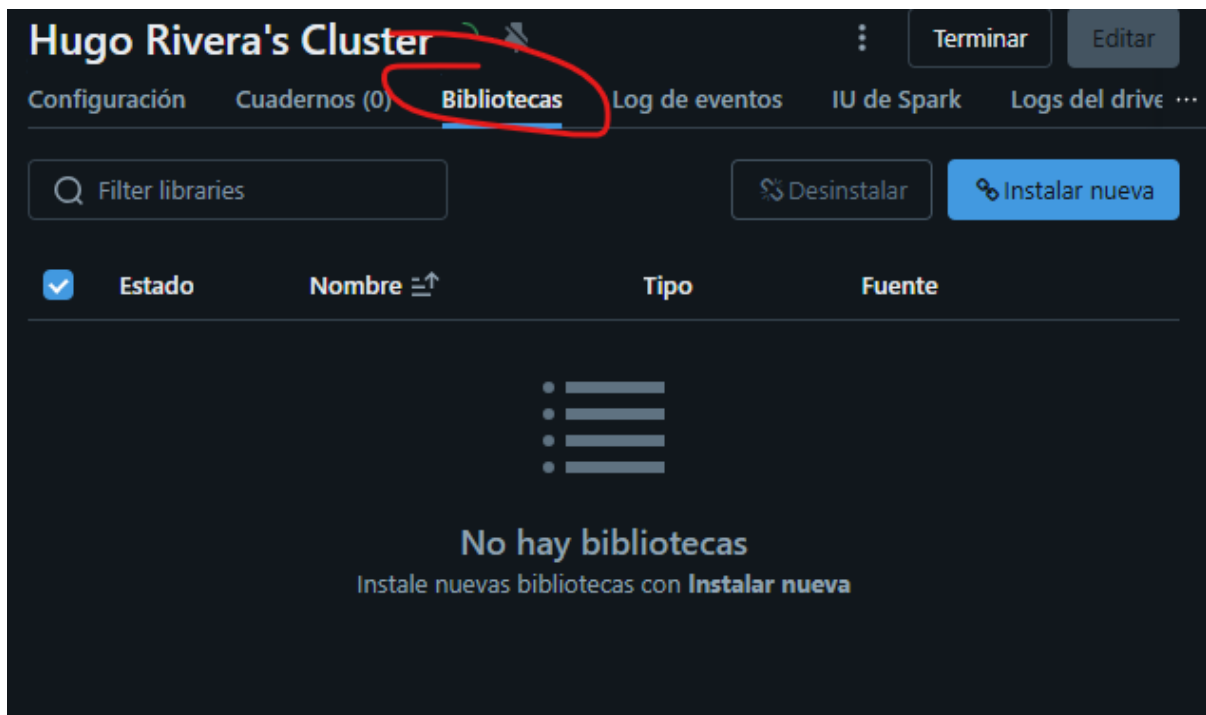 Hugo Rivera's Cluster
Terminar
Editar
Configuración Cuadernos (0) Bibliotecas Log de eventos IU de Spark Logs del drive ...
Filter libraries
Desinstalar
Instalar nueva
Estado Nombre Tipo Fuente
No hay bibliotecas
Instale nuevas bibliotecas con Instalar nueva